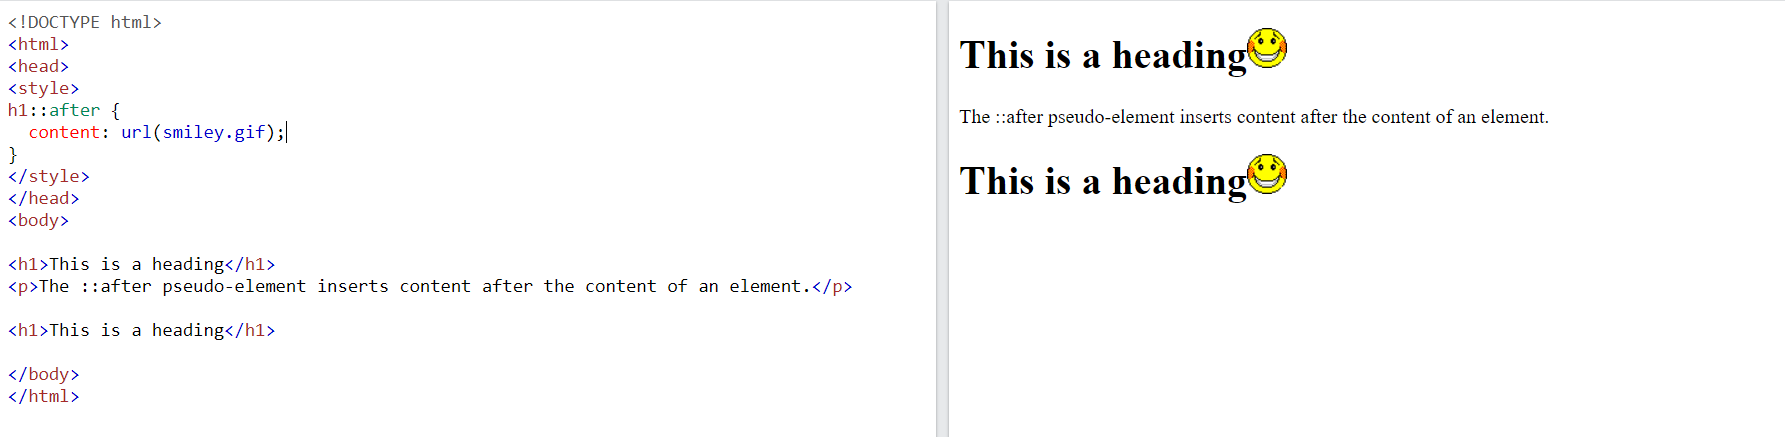 <!DOCTYPE html>
<html>
<head>
<style>
h1::after {
  content: url(smiley.gif);
}
</style>
</head>
<body>

<h1>This is a heading</h1>
<p>The ::after pseudo-element inserts content after the content of an element.</p>

<h1>This is a heading</h1>

</body>
</html>
This is a heading
The ::after pseudo-element inserts content after the content of an element.
This is a heading